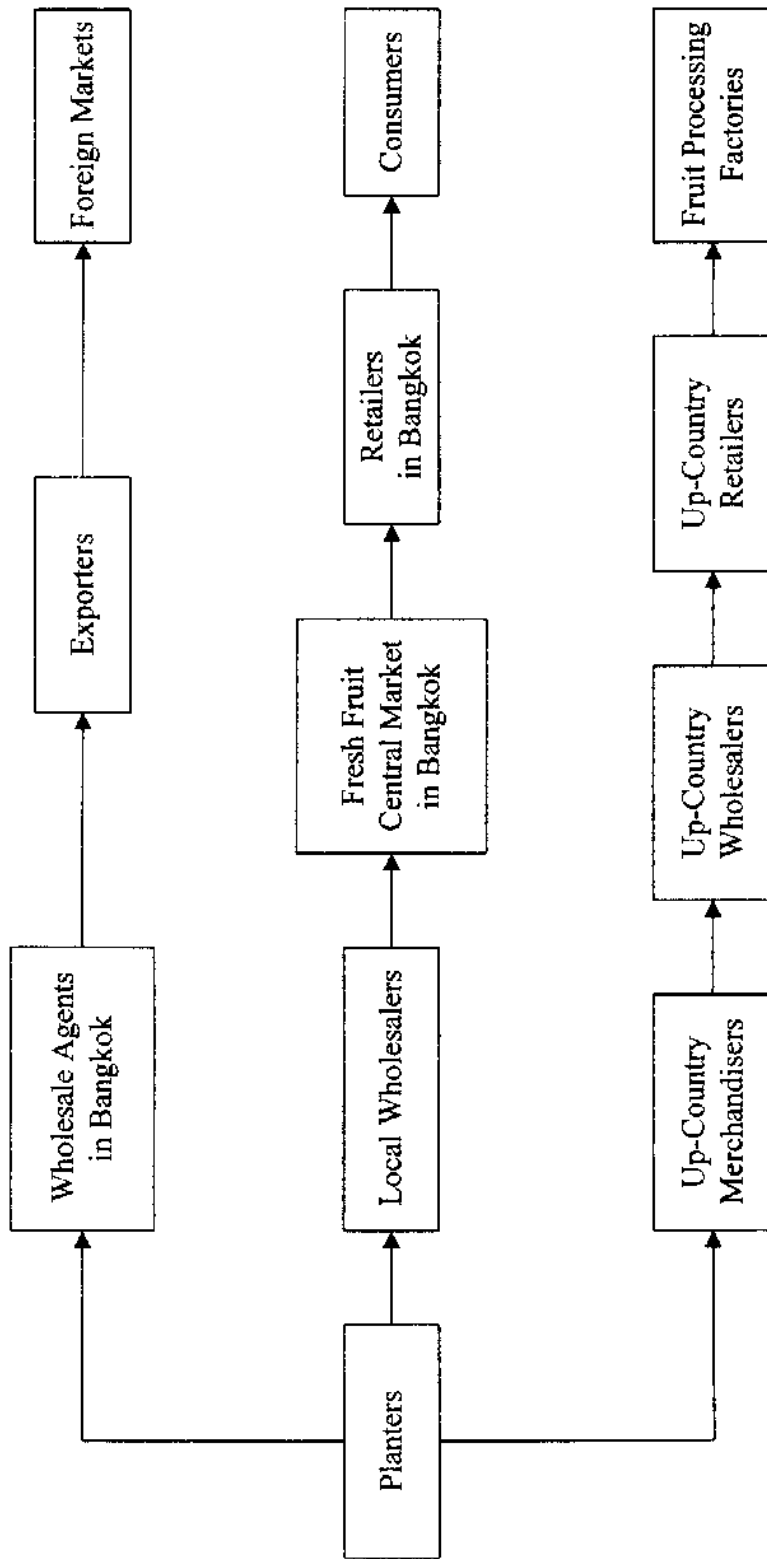 Planters
Wholesale Agents
in Bangkok
Exporters
Foreign Markets
Local Wholesalers
Fresh Fruit
Central Market
in Bangkok
Retailers
in Bangkok
Consumers
Up-Country
Merchandisers
Up-Country
Wholesalers
Up-Country
Retailers
Fruit Processing
Factories